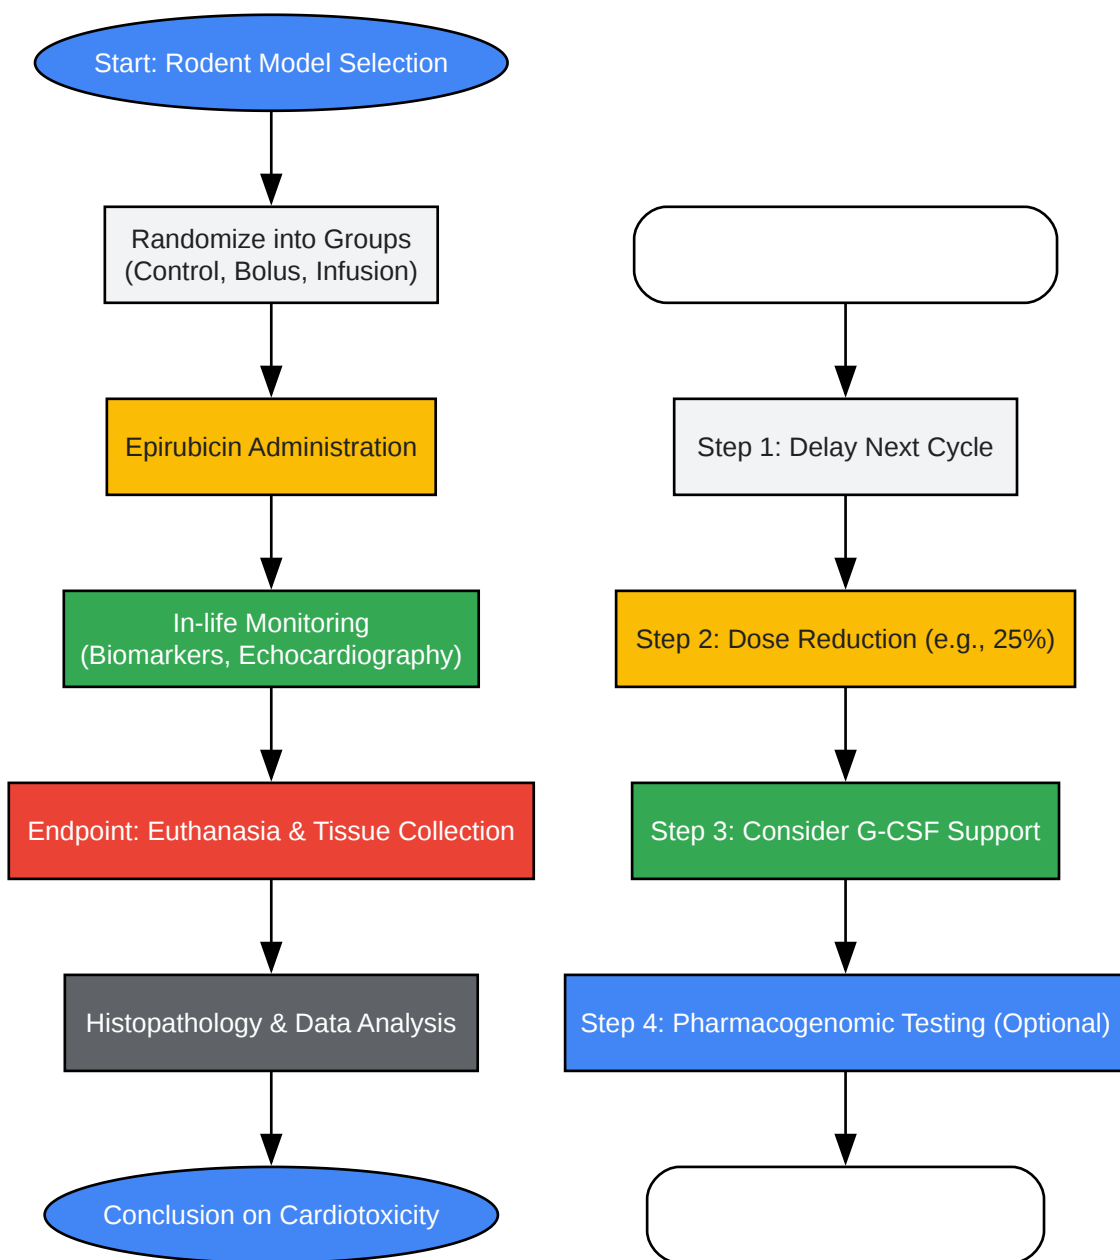 Start: Rodent Model Selection
Randomize into Groups
(Control, Bolus, Infusion)
Epirubicin Administration
In-life Monitoring
(Biomarkers, Echocardiography)
Endpoint: Euthanasia & Tissue Collection
Histopathology & Data Analysis
Conclusion on Cardiotoxicity
Step 1: Delay Next Cycle
Step 2: Dose Reduction (e.g., 25%)
Step 3: Consider G-CSF Support
Step 4: Pharmacogenomic Testing (Optional)